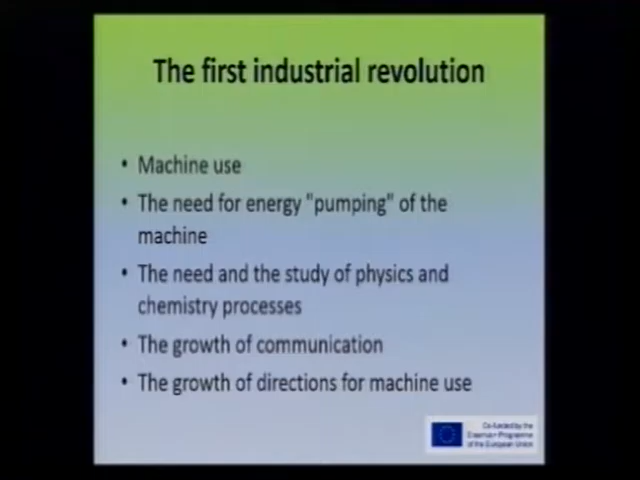 The first industrial revolution
• Machine use
• The need for energy "pumping" of the
machine
• The need and the study of physics and
chemistry processes
• The growth of communication
• The growth of directions for machine use
Co-funded by the
Erasmus+ Programme
of the European Union